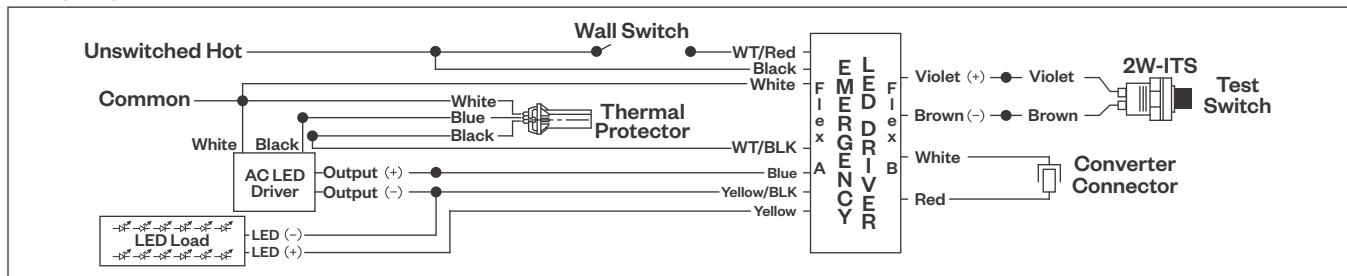 Unswitched Hot
Wall Switch
WT/Red
Black
White
Common
White
Blue
Black
Thermal
Protector
White
Black
WT/BLK
AC LED
Driver
Output (+)
Output (-)
Blue
Yellow/BLK
Yellow
LED Load
LED (-)
LED (+)
Flex A
EMERGENCY
LED DRIVER
Flex B
Violet (+)
Violet
Brown (-)
Brown
2W-ITS
Test
Switch
White
Red
Converter
Connector